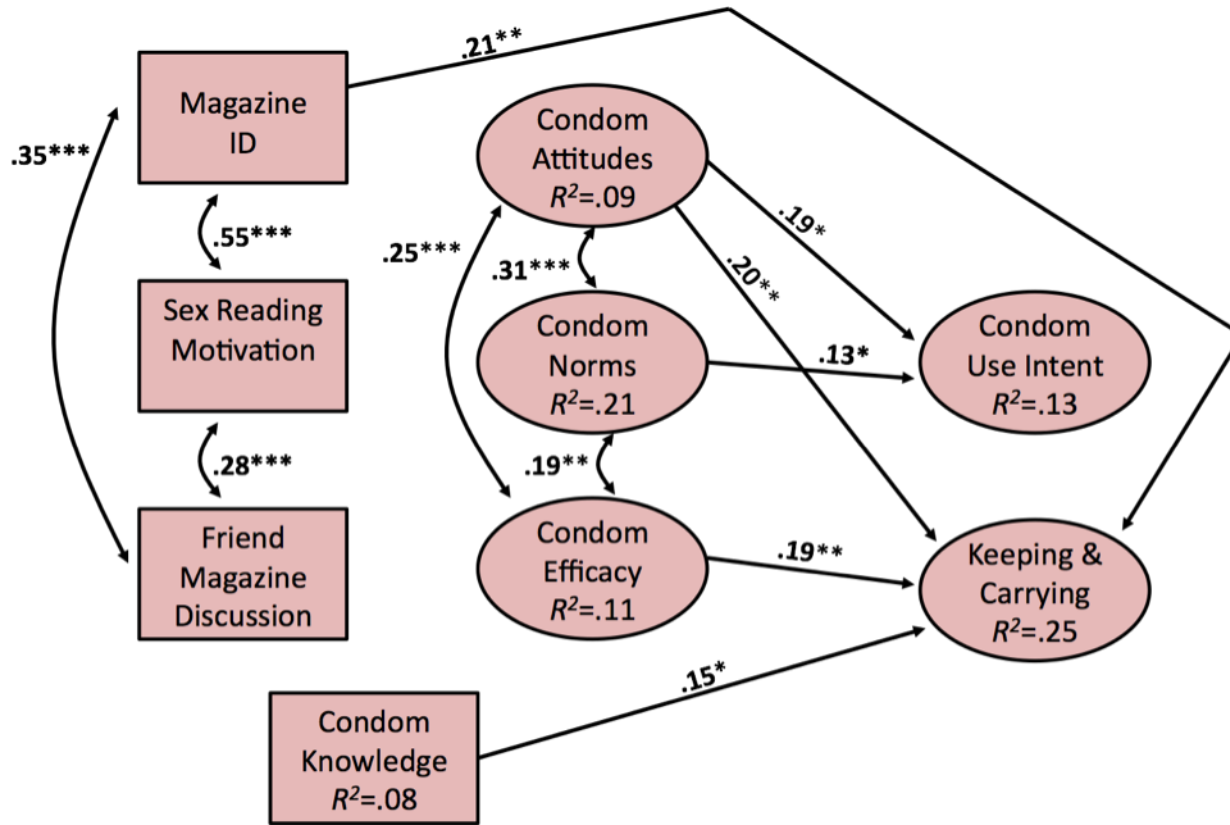 .21**
Magazine
ID
.35***
.55***
Sex Reading
Motivation
.28***
Friend
Magazine
Discussion
Condom
Attitudes
R²=.09
.25***
.31***
Condom
Norms
R²=.21
.19**
Condom
Efficacy
R²=.11
.19*
.20**
.13*
.19**
Condom
Use Intent
R²=.13
Keeping &
Carrying
R²=.25
.15*
Condom
Knowledge
R²=.08